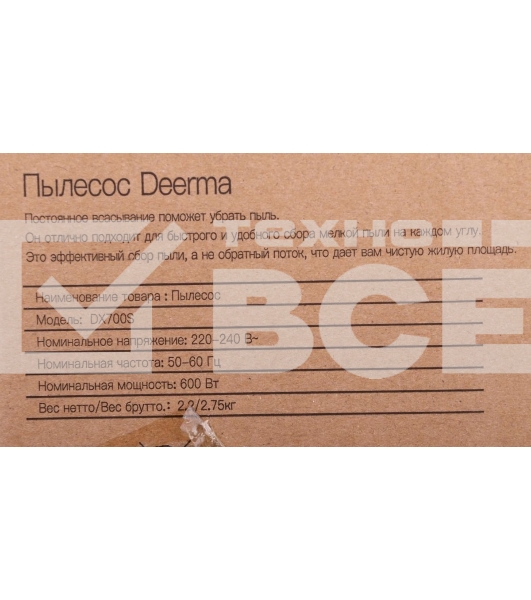 Пылесос Deerma
Постоянное всасывание поможет убрать пыль.
Он отлично подходит для быстрого и удобного сбора мелкой пыли на каждом углу.
Это эффективный сбор пыли, а не обратный поток, что дает вам чистую жилую площадь.
Наименование товара : Пылесос
Модель: DX700S
Номинальное напряжение: 220-240 В~
Номинальная частота: 50-60 Гц
Номинальная мощность: 600 Вт
Вес нетто/Вес брутто.: 2.2/2.75кг
ВСЕ